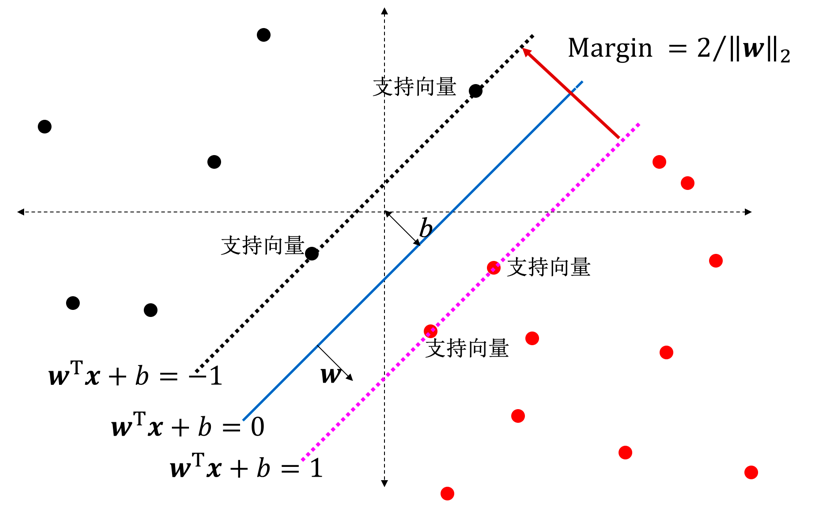 Margin = 2/‖w‖₂
支持向量
b
支持向量
支持向量
支持向量
w
wᵀx + b = −1
wᵀx + b = 0
wᵀx + b = 1